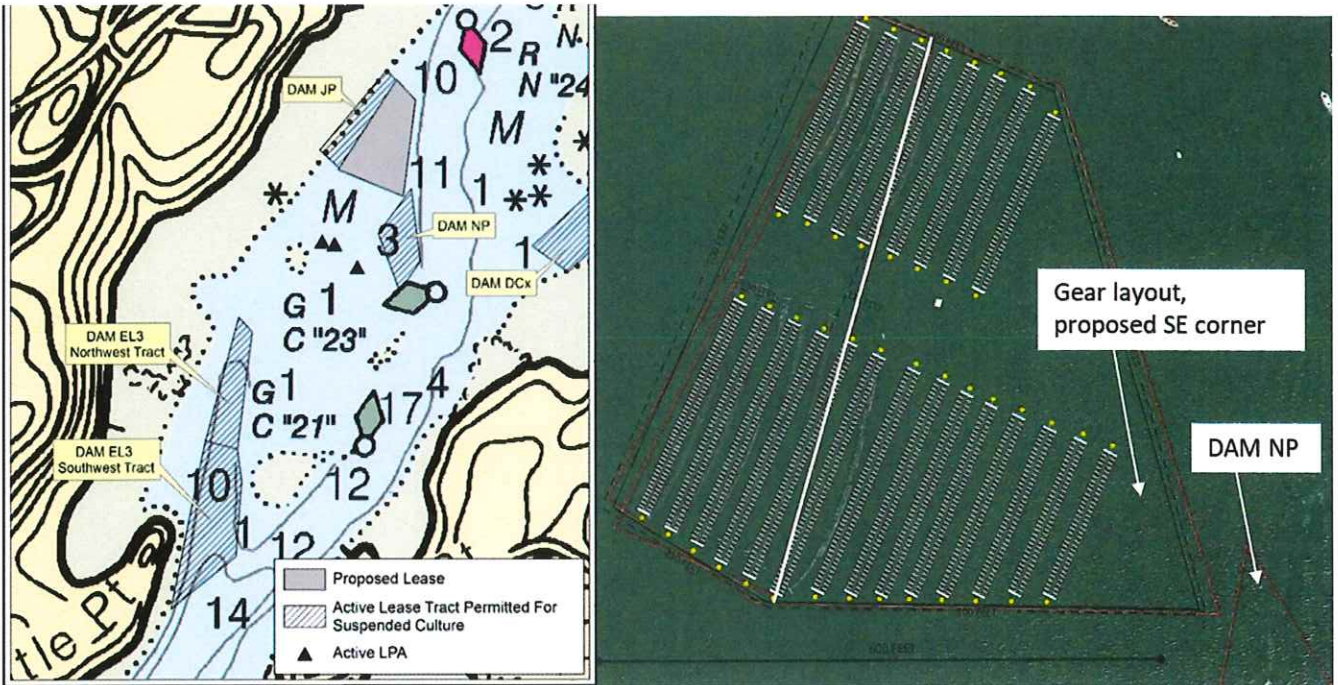 2
10
R
N "24
DAM JP
M
11
1
M
DAM NP
3
1
DAM DCx
G 1
C "23"
DAM EL3
Northwest Tract
G 1
C "21"
17
4
DAM EL3
Southwest Tract
10
12
1
12
14
tle Pt
Proposed Lease
Active Lease Tract Permitted For
Suspended Culture
Active LPA
Gear layout,
proposed SE corner
DAM NP
600 FEET